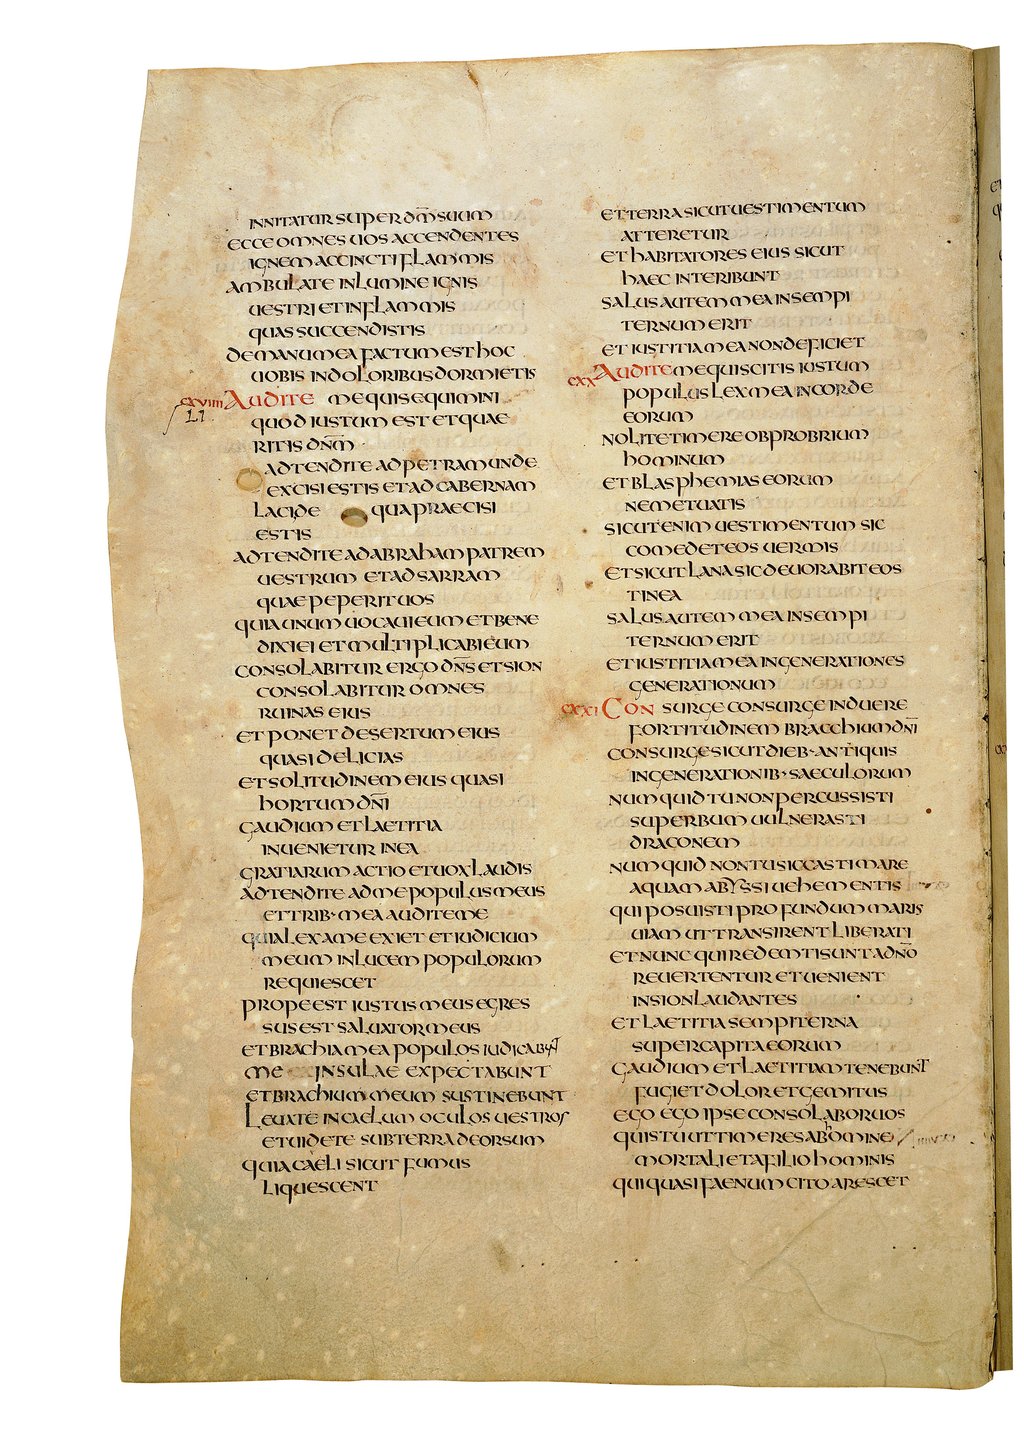 INNITATUR SUPER DM̄ SUUM
ECCE OMNES UOS ACCENDENTES
IGNEM ACCINCTI FLAMMIS
AMBULATE IN LUMINE IGNIS
UESTRI ET IN FLAMMIS
QUAS SUCCENDISTIS
DE MANU MEA FACTUM EST HOC
UOBIS IN DOLORIBUS DORMIETIS
CXVIIII AUDITE ME QUI SEQUIMINI
LI
QUOD IUSTUM EST ET QUAE
RITIS DN̄M
ADTENDITE AD PETRAM UNDE
EXCISI ESTIS ET AD CABERNAM
LACI DE QUA PRAECISI
ESTIS
ADTENDITE AD ABRAHAM PATREM
UESTRUM ET AD SARRAM
QUAE PEPERIT UOS
QUIA UNUM UOCAUI EUM ET BENE
DIXI EI ET MULTIPLICABI EUM
CONSOLABITUR ERGO DN̄S ET SION
CONSOLABITUR OMNES
RUINAS EIUS
ET PONET DESERTUM EIUS
QUASI DELICIAS
ET SOLITUDINEM EIUS QUASI
HORTUM DN̄I
GAUDIUM ET LAETITIA
INUENIETUR IN EA
GRATIARUM ACTIO ET UOX LAUDIS
ADTENDITE AD ME POPULUS MEUS
ET TRIB· MEA AUDITE ME
QUIA LEX A ME EXIET ET IUDICIUM
MEUM IN LUCEM POPULORUM
REQUIESCET
PROPE EST IUSTUS MEUS EGRES
SUS EST SALUATOR MEUS
ET BRACHIA MEA POPULOS IUDICABUNT
ME INSULAE EXPECTABUNT
ET BRACHIUM MEUM SUSTINEBUNT
LEUATE IN CAELUM OCULOS UESTROS
ET UIDETE SUB TERRA DEORSUM
QUIA CAELI SICUT FUMUS
LIQUESCENT
ET TERRA SICUT UESTIMENTUM
ATTERETUR
ET HABITATORES EIUS SICUT
HAEC INTERIBUNT
SALUS AUTEM MEA IN SEMPI
TERNUM ERIT
ET IUSTITIA MEA NON DEFICIET
CXX AUDITE ME QUI SCITIS IUSTUM
POPULUS LEX MEA IN CORDE
EORUM
NOLITE TIMERE OBPROBRIUM
HOMINUM
ET BLASPHEMIAS EORUM
NE METUATIS
SICUT ENIM UESTIMENTUM SIC
COMEDET EOS UERMIS
ET SICUT LANA SIC DEUORABIT EOS
TINEA
SALUS AUTEM MEA IN SEMPI
TERNUM ERIT
ET IUSTITIA MEA IN GENERATIONES
GENERATIONUM
CXXI CONSURGE CONSURGE INDUERE
FORTITUDINEM BRACCHIUM DN̄I
CONSURGE SICUT DIEB· ANTIQUIS
IN GENERATIONIB· SAECULORUM
NUMQUID TU NON PERCUSSISTI
SUPERBUM UULNERASTI
DRACONEM
NUMQUID NON TU SICCASTI MARE
AQUAM ABYSSI UEHEMENTIS
QUI POSUISTI PROFUNDUM MARIS
UIAM UT TRANSIRENT LIBERATI
ET NUNC QUI REDEMTI SUNT A DN̄O
REUERTENTUR ET UENIENT
IN SION LAUDANTES
ET LAETITIA SEMPITERNA
SUPER CAPITA EORUM
GAUDIUM ET LAETITIAM TENEBUNT
FUGIET DOLOR ET GEMITUS
EGO EGO IPSE CONSOLABOR UOS
QUIS TU UT TIMERES AB HOMINE
MORTALI ET A FILIO HOMINIS
QUI QUASI FAENUM CITO ARESCET